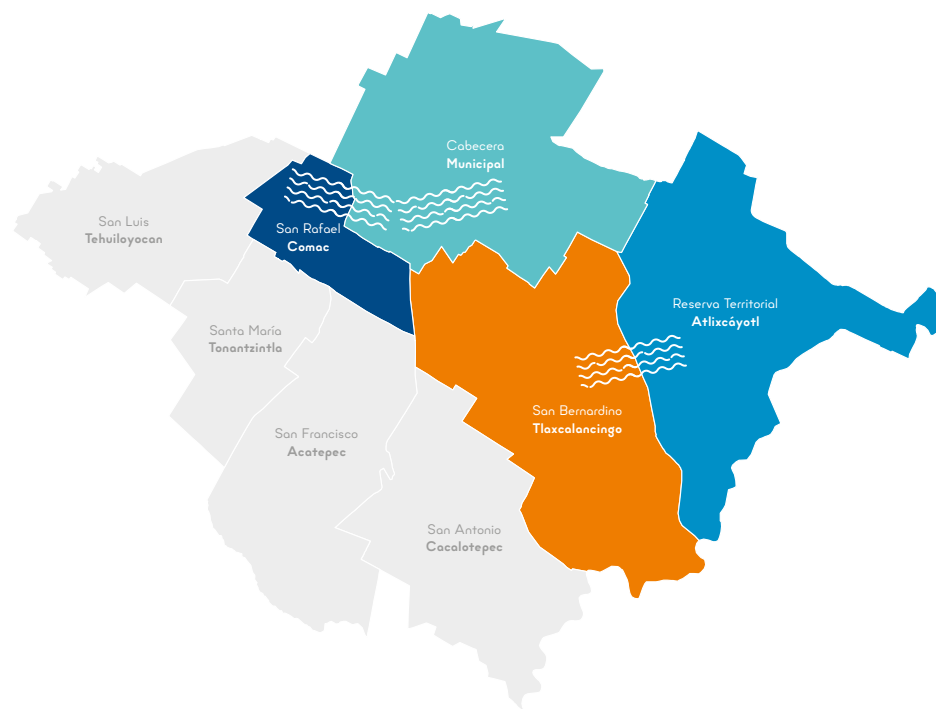 Cabecera
Municipal
San Luis
Tehuiloyocan
San Rafael
Comac
Reserva Territorial
Atlixcáyotl
Santa María
Tonantzintla
San Bernardino
Tlaxcalancingo
San Francisco
Acatepec
San Antonio
Cacalotepec